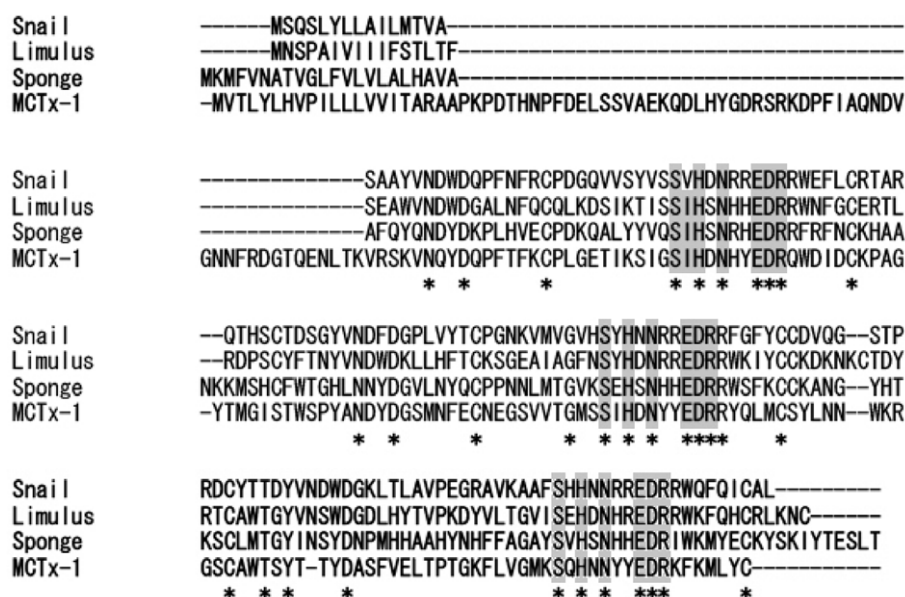 Snail ------MSQSLYLLAILMTVA---------------------------------------
Limulus ------MNSPAIVIIIFSTLTF--------------------------------------
Sponge MKMFVNATVGLFVLVLALHAVA--------------------------------------
MCTx-1 -MVTLYLHVPILLLVVITARAAPKPDTHNPFDELSSVAEKQDLHYGDRSRKDPFIAQNDV
Snail --------------SAAYVNDWDQPFNFRCPDGQVVSYVSSVHDNRREDRRWEFLCRTAR
Limulus --------------SEAWVNDWDGALNFQCQLKDSIKTISSIHSNHHEDRRWNFGCERTL
Sponge --------------AFQYQNDYDKPLHVECPDKQALYYVQSIHSNRHEDRRFRFNCKHAA
MCTx-1 GNNFRDGTQENLTKVRSKVNQYDQPFTFKCPLGETIKSIGSIHDNHYEDRQWDIDCKPAG
* * * * * * *** *
Snail --QTHSCTDSGYVNDFDGPLVYTCPGNKVMVGVHSYHNNRREDRRFGFYCCDVQG--STP
Limulus --RDPSCYFTNYVNDWDKLLHFTCKSGEAIAGFNSYHDNRREDRRWKIYCCKDKNKCTDY
Sponge NKKMSHCFWTGHLNNYDGVLNYQCPPNNLMTGVKSEHSNHHEDRRWSFKCCKANG--YHT
MCTx-1 -YTMGISTWSPYANDYDGSMNFECNEGSVVTGMSSIHDNYYEDRRYQLMCSYLNN--WKR
* * * * * * * **** *
Snail RDCYTTDYVNDWDGKLTLAVPEGRAVKAAFSHHNNRREDRRWQFQICAL---------
Limulus RTCAWTGYVNSWDGDLHYTVPKDYVLTGVISEHDNHREDRRWKFQHCRLKNC------
Sponge KSCLMTGYINSYDNPMHHAAHYNHFFAGAYSVHSNHHEDRIWKMYECKYSKIYTESLT
MCTx-1 GSCAWTSYT-TYDASFVELTPTGKFLVGMKSQHNNYYEDRKFKMLYC-----------
* * * * * * * *** *